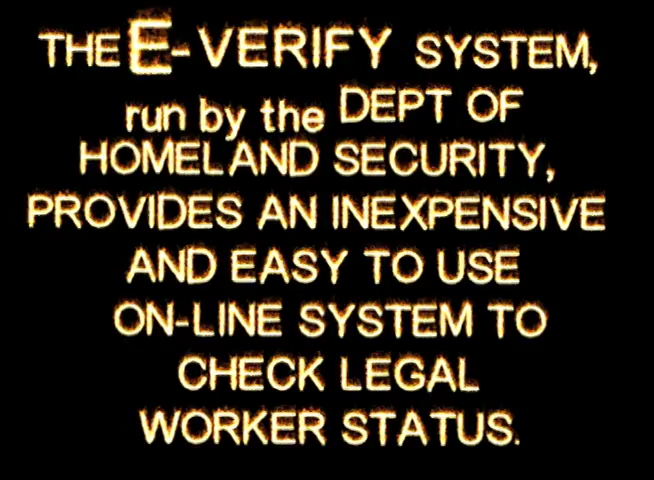 THE E-VERIFY SYSTEM,
run by the DEPT OF
HOMELAND SECURITY,
PROVIDES AN INEXPENSIVE
AND EASY TO USE
ON-LINE SYSTEM TO
CHECK LEGAL
WORKER STATUS.